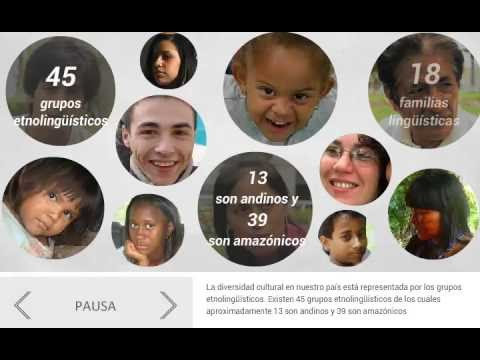 45
grupos
etnolingüísticos
18
familias
lingüísticas
13
son andinos y
39
son amazónicos
PAUSA
La diversidad cultural en nuestro país está representada por los grupos
etnolingüísticos. Existen 45 grupos etnolingüísticos de los cuales
aproximadamente 13 son andinos y 39 son amazónicos